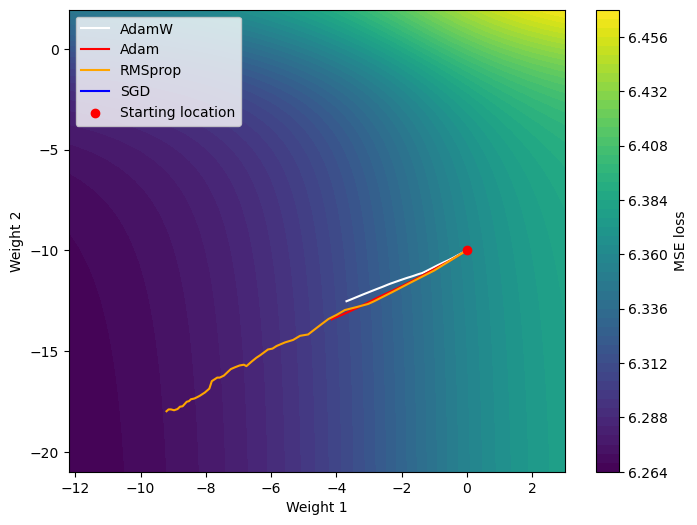 AdamW
Adam
RMSprop
SGD
Starting location
0
−5
−10
−15
−20
Weight 2
−12
−10
−8
−6
−4
−2
0
2
Weight 1
6.456
6.432
6.408
6.384
6.360
6.336
6.312
6.288
6.264
MSE loss